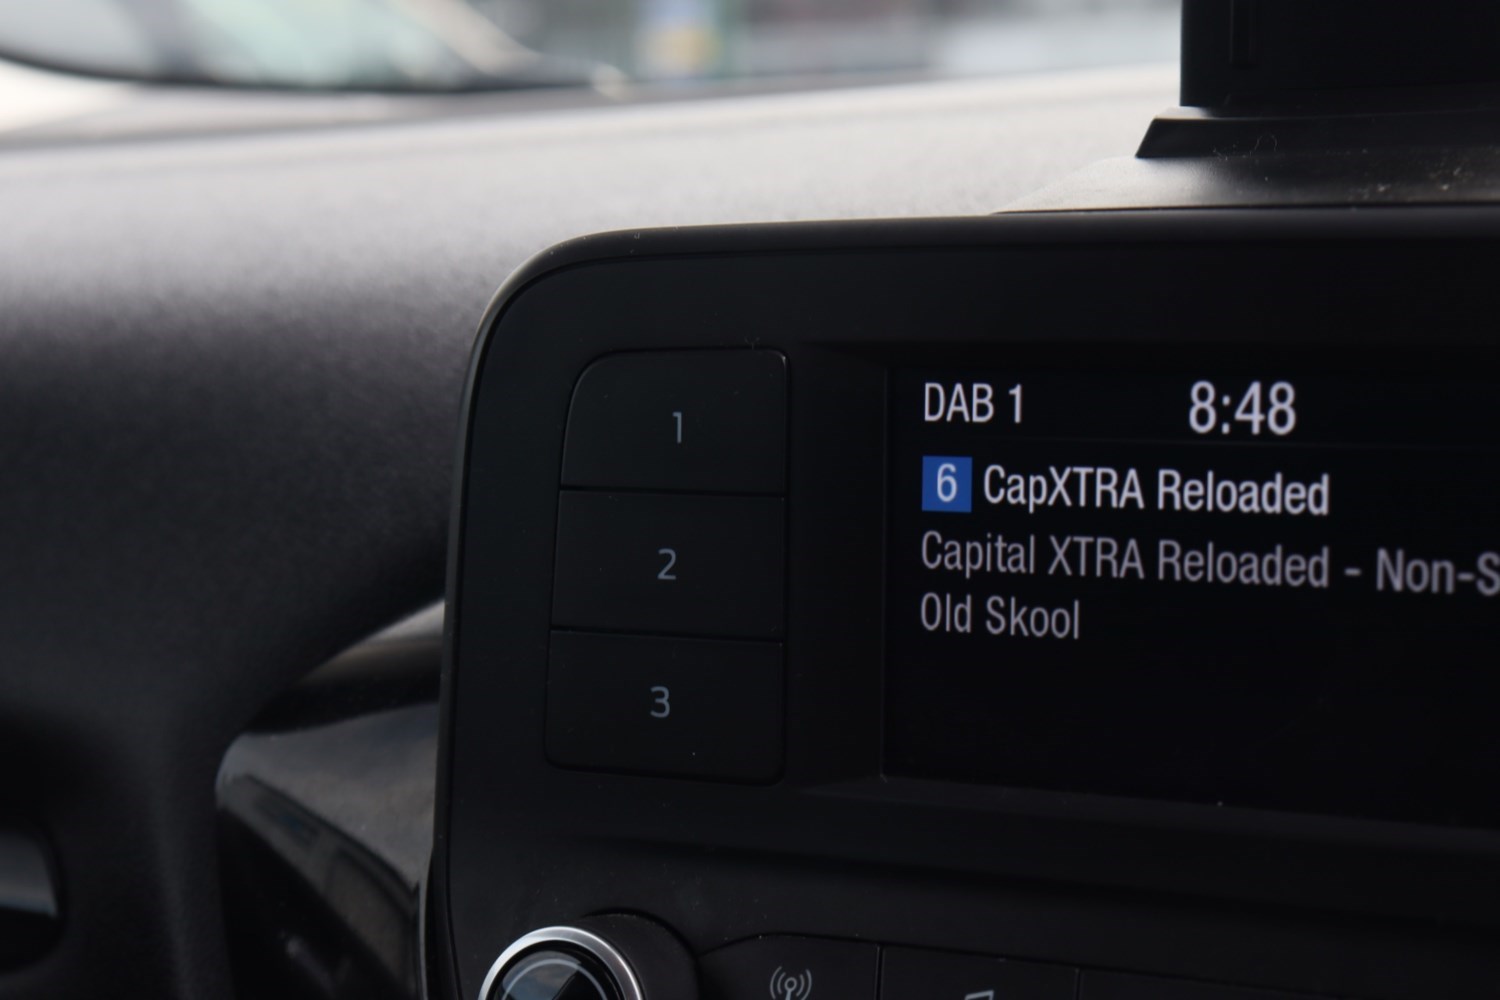 DAB 1 8:48
6 CapXTRA Reloaded
Capital XTRA Reloaded - Non-S
Old Skool
1
2
3